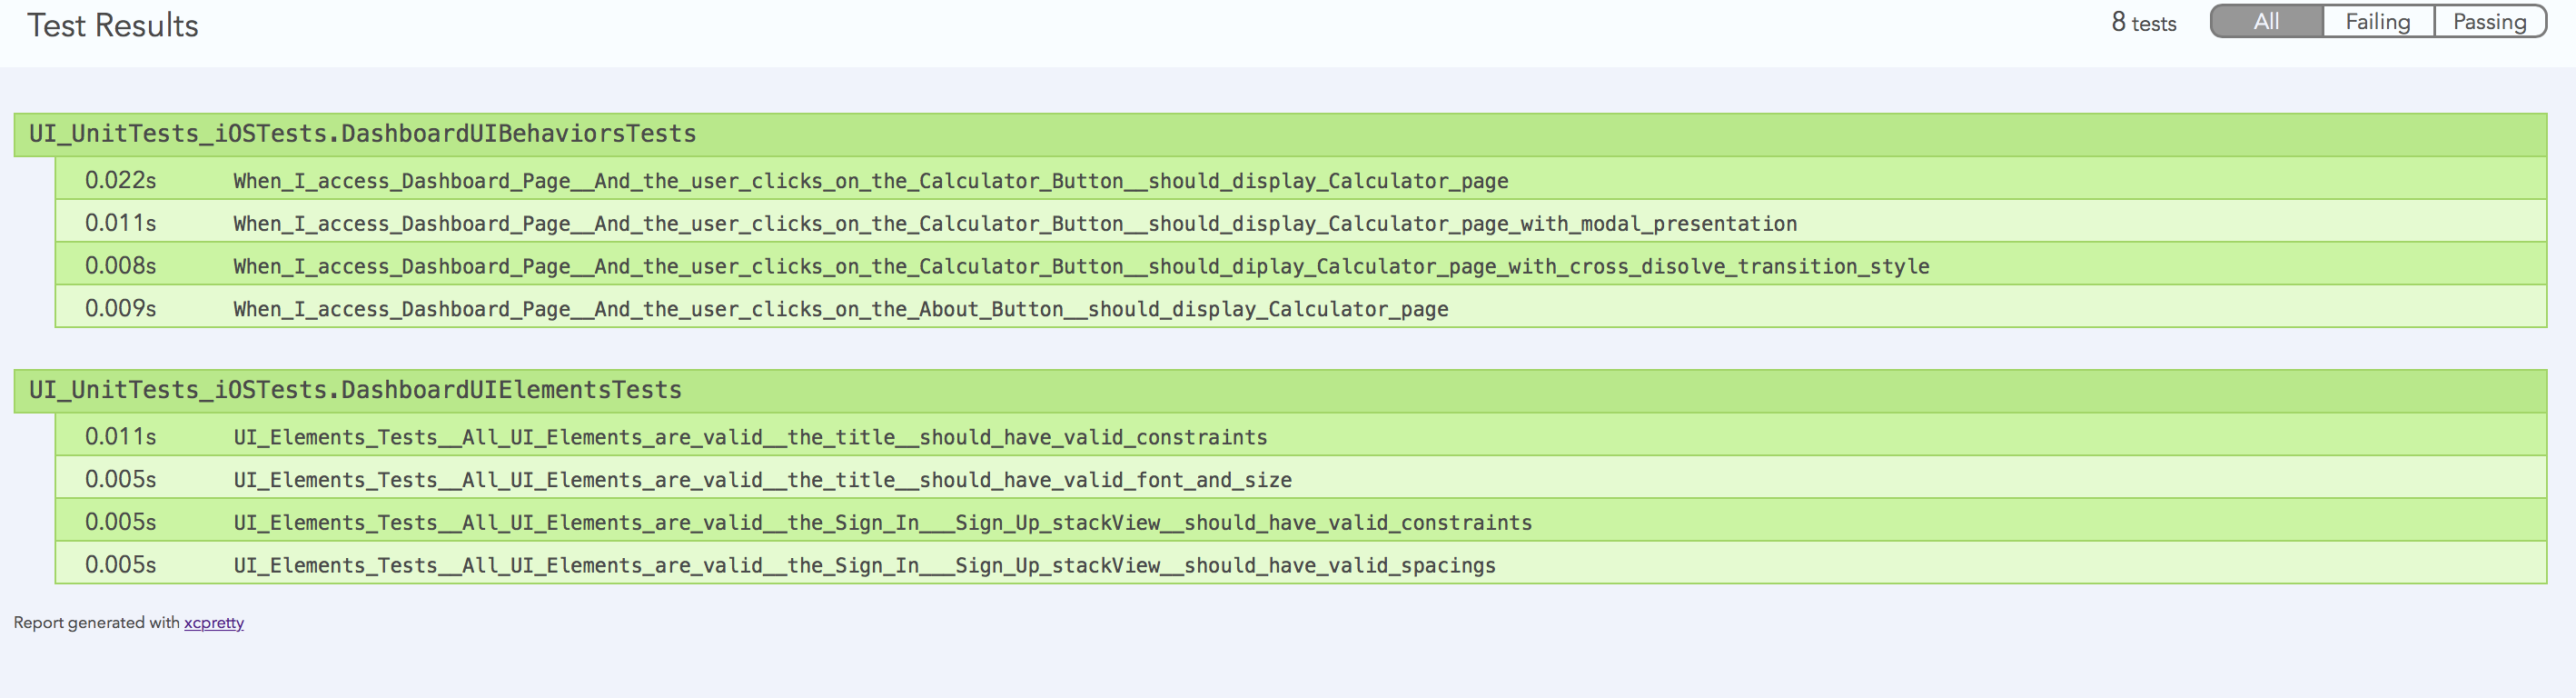 Test Results
8 tests All Failing Passing
UI_UnitTests_iOSTests.DashboardUIBehaviorsTests
0.022s When_I_access_Dashboard_Page__And_the_user_clicks_on_the_Calculator_Button__should_display_Calculator_page
0.011s When_I_access_Dashboard_Page__And_the_user_clicks_on_the_Calculator_Button__should_display_Calculator_page_with_modal_presentation
0.008s When_I_access_Dashboard_Page__And_the_user_clicks_on_the_Calculator_Button__should_diplay_Calculator_page_with_cross_disolve_transition_style
0.009s When_I_access_Dashboard_Page__And_the_user_clicks_on_the_About_Button__should_display_Calculator_page
UI_UnitTests_iOSTests.DashboardUIElementsTests
0.011s UI_Elements_Tests__All_UI_Elements_are_valid__the_title__should_have_valid_constraints
0.005s UI_Elements_Tests__All_UI_Elements_are_valid__the_title__should_have_valid_font_and_size
0.005s UI_Elements_Tests__All_UI_Elements_are_valid__the_Sign_In___Sign_Up_stackView__should_have_valid_constraints
0.005s UI_Elements_Tests__All_UI_Elements_are_valid__the_Sign_In___Sign_Up_stackView__should_have_valid_spacings
Report generated with xcpretty